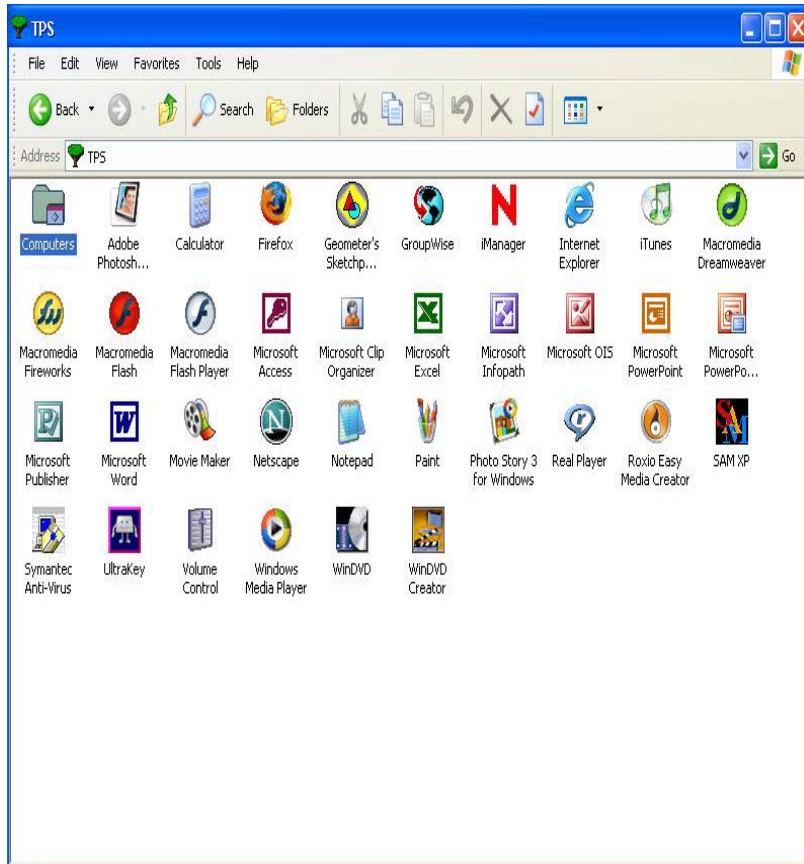 TPS
File Edit View Favorites Tools Help
Back Search Folders
Address TPS Go
Computers Adobe Photosh... Calculator Firefox Geometer's Sketchp... GroupWise iManager Internet Explorer iTunes Macromedia Dreamweaver
Macromedia Fireworks Macromedia Flash Macromedia Flash Player Microsoft Access Microsoft Clip Organizer Microsoft Excel Microsoft Infopath Microsoft OIS Microsoft PowerPoint Microsoft PowerPo...
Microsoft Publisher Microsoft Word Movie Maker Netscape Notepad Paint Photo Story 3 for Windows Real Player Roxio Easy Media Creator SAM XP
Symantec Anti-Virus UltraKey Volume Control Windows Media Player WinDVD WinDVD Creator